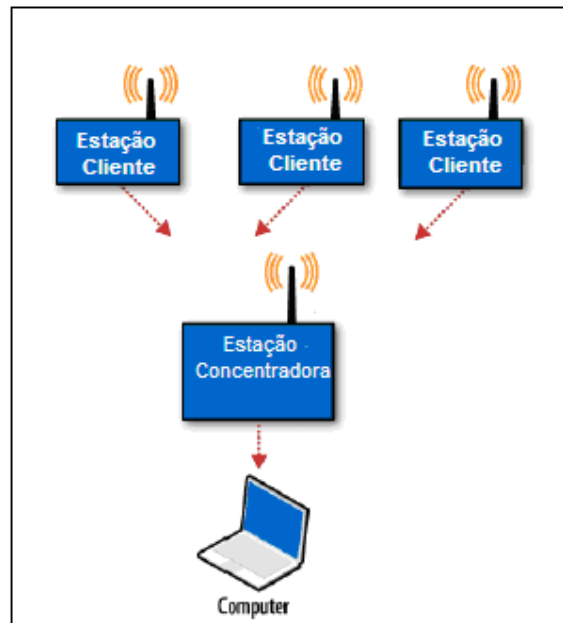 Estação
Cliente
Estação
Cliente
Estação
Cliente
Estação
Concentradora
Computer